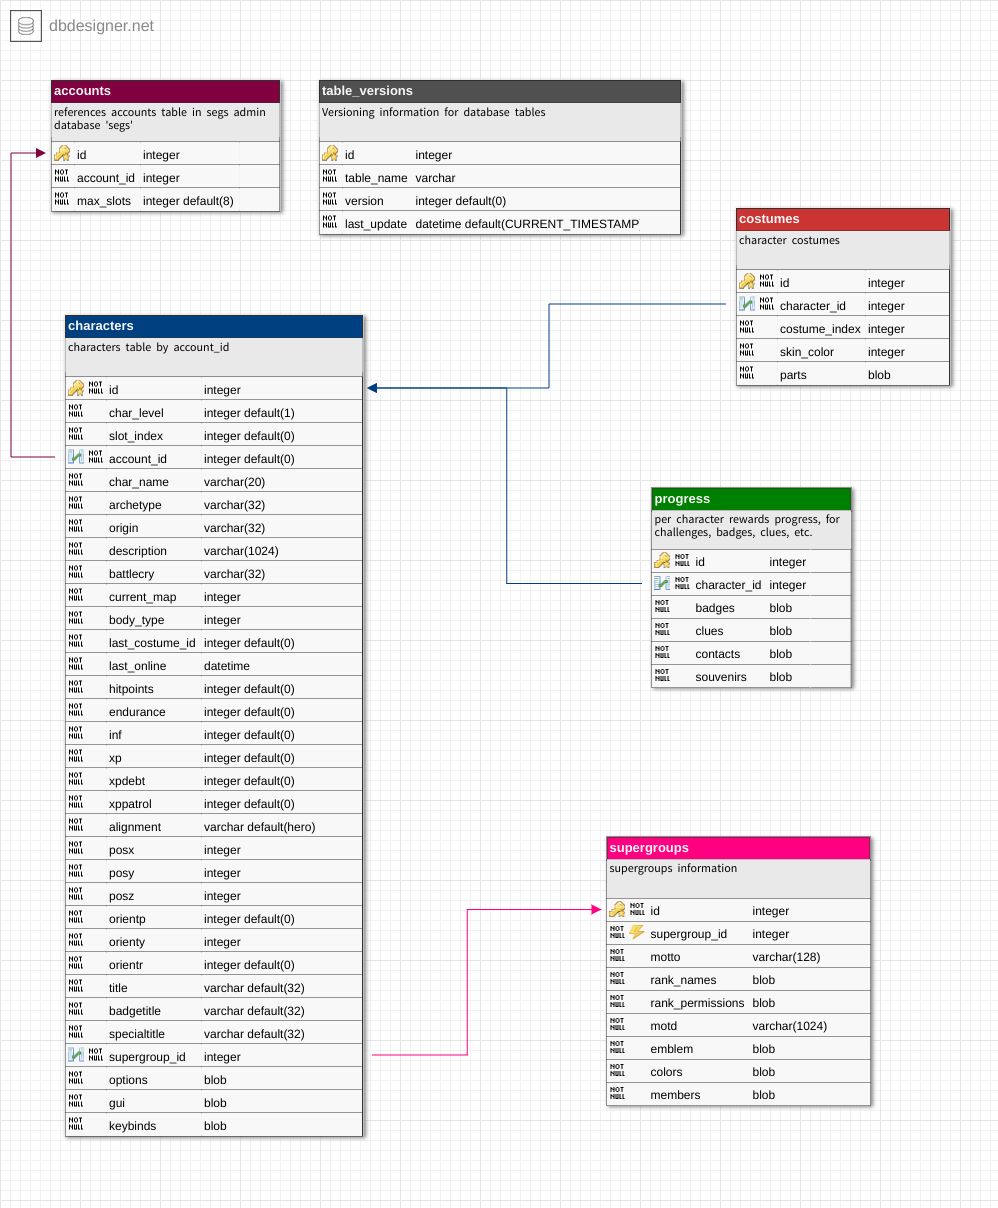 dbdesigner.net
accounts
references accounts table in segs admin
database 'segs'
id integer
NOT NULL account_id integer
NOT NULL max_slots integer default(8)
table_versions
Versioning information for database tables
id integer
NOT NULL table_name varchar
NOT NULL version integer default(0)
NOT NULL last_update datetime default(CURRENT_TIMESTAMP
costumes
character costumes
NOT NULL id integer
NOT NULL character_id integer
NOT NULL costume_index integer
NOT NULL skin_color integer
NOT NULL parts blob
characters
characters table by account_id
NOT NULL id integer
NOT NULL char_level integer default(1)
NOT NULL slot_index integer default(0)
NOT NULL account_id integer default(0)
NOT NULL char_name varchar(20)
NOT NULL archetype varchar(32)
NOT NULL origin varchar(32)
NOT NULL description varchar(1024)
NOT NULL battlecry varchar(32)
NOT NULL current_map integer
NOT NULL body_type integer
NOT NULL last_costume_id integer default(0)
NOT NULL last_online datetime
NOT NULL hitpoints integer default(0)
NOT NULL endurance integer default(0)
NOT NULL inf integer default(0)
NOT NULL xp integer default(0)
NOT NULL xpdebt integer default(0)
NOT NULL xppatrol integer default(0)
NOT NULL alignment varchar default(hero)
NOT NULL posx integer
NOT NULL posy integer
NOT NULL posz integer
NOT NULL orientp integer default(0)
NOT NULL orienty integer
NOT NULL orientr integer default(0)
NOT NULL title varchar default(32)
NOT NULL badgetitle varchar default(32)
NOT NULL specialtitle varchar default(32)
NOT NULL supergroup_id integer
NOT NULL options blob
NOT NULL gui blob
NOT NULL keybinds blob
progress
per character rewards progress, for
challenges, badges, clues, etc.
NOT NULL id integer
NOT NULL character_id integer
NOT NULL badges blob
NOT NULL clues blob
NOT NULL contacts blob
NOT NULL souvenirs blob
supergroups
supergroups information
NOT NULL id integer
NOT NULL supergroup_id integer
NOT NULL motto varchar(128)
NOT NULL rank_names blob
NOT NULL rank_permissions blob
NOT NULL motd varchar(1024)
NOT NULL emblem blob
NOT NULL colors blob
NOT NULL members blob